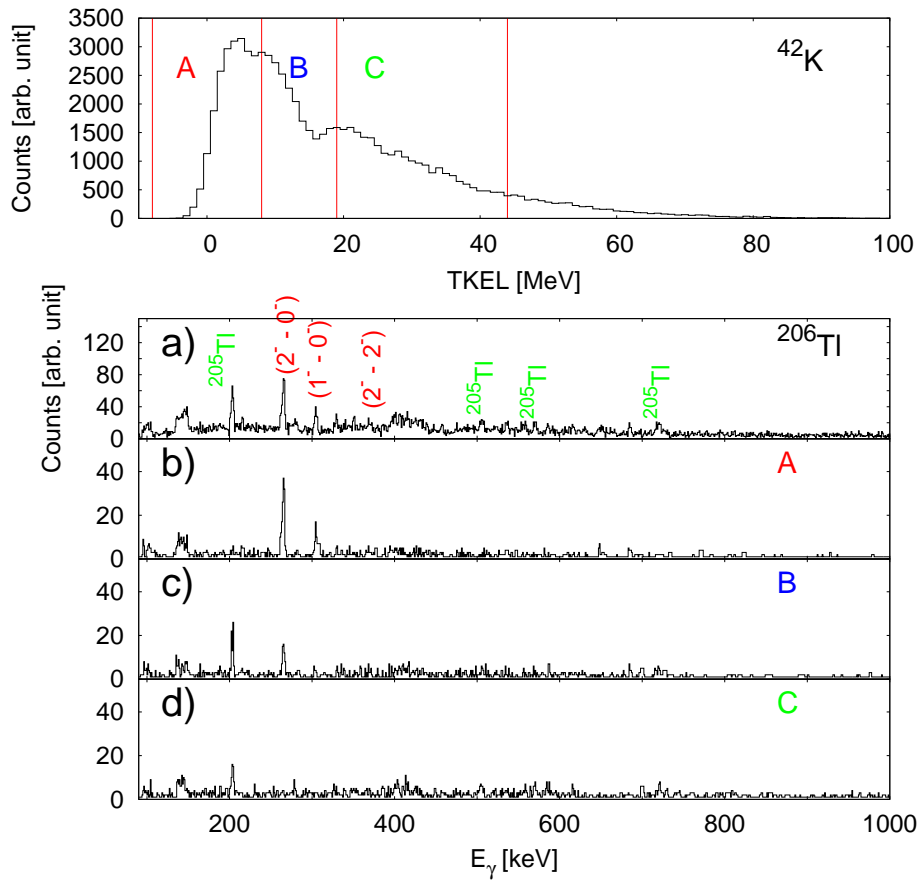 Counts [arb. unit]
3500
3000
2500
2000
1500
1000
500
0
A B C ⁴²K
0 20 40 60 80 100
TKEL [MeV]
Counts [arb. unit]
120
80
40
0
a) ²⁰⁵Tl (2⁻ - 0⁻) (1⁻ - 0⁻) (2⁻ - 2⁻) ²⁰⁵Tl ²⁰⁵Tl ²⁰⁵Tl ²⁰⁶Tl
40
20
0
b) A
40
20
0
c) B
40
20
0
d) C
200 400 600 800 1000
E_γ [keV]